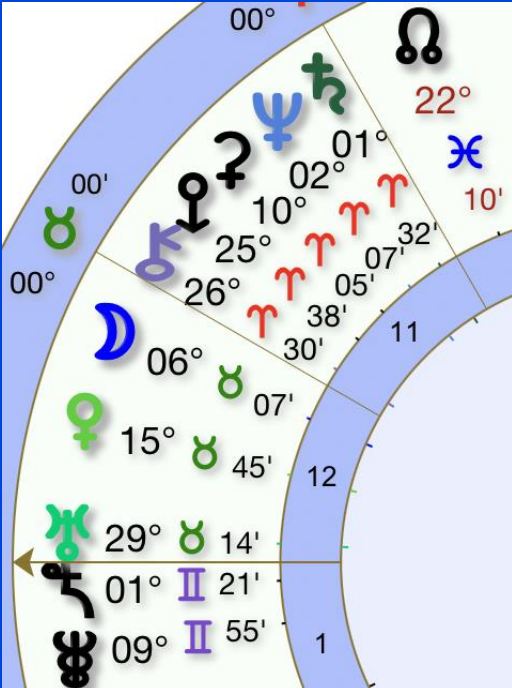 00°
☊ 22° ♓ 10'
♄ 01° ♈ 32'
♆ 02° ♈ 07'
⚳ 10° ♈ 05'
25° ♈ 38'
⚷ 26° ♈ 30'
11
00'
♉
00°
☽ 06° ♉ 07'
♀ 15° ♉ 45'
12
♅ 29° ♉ 14'
01° ♊ 21'
09° ♊ 55'
1